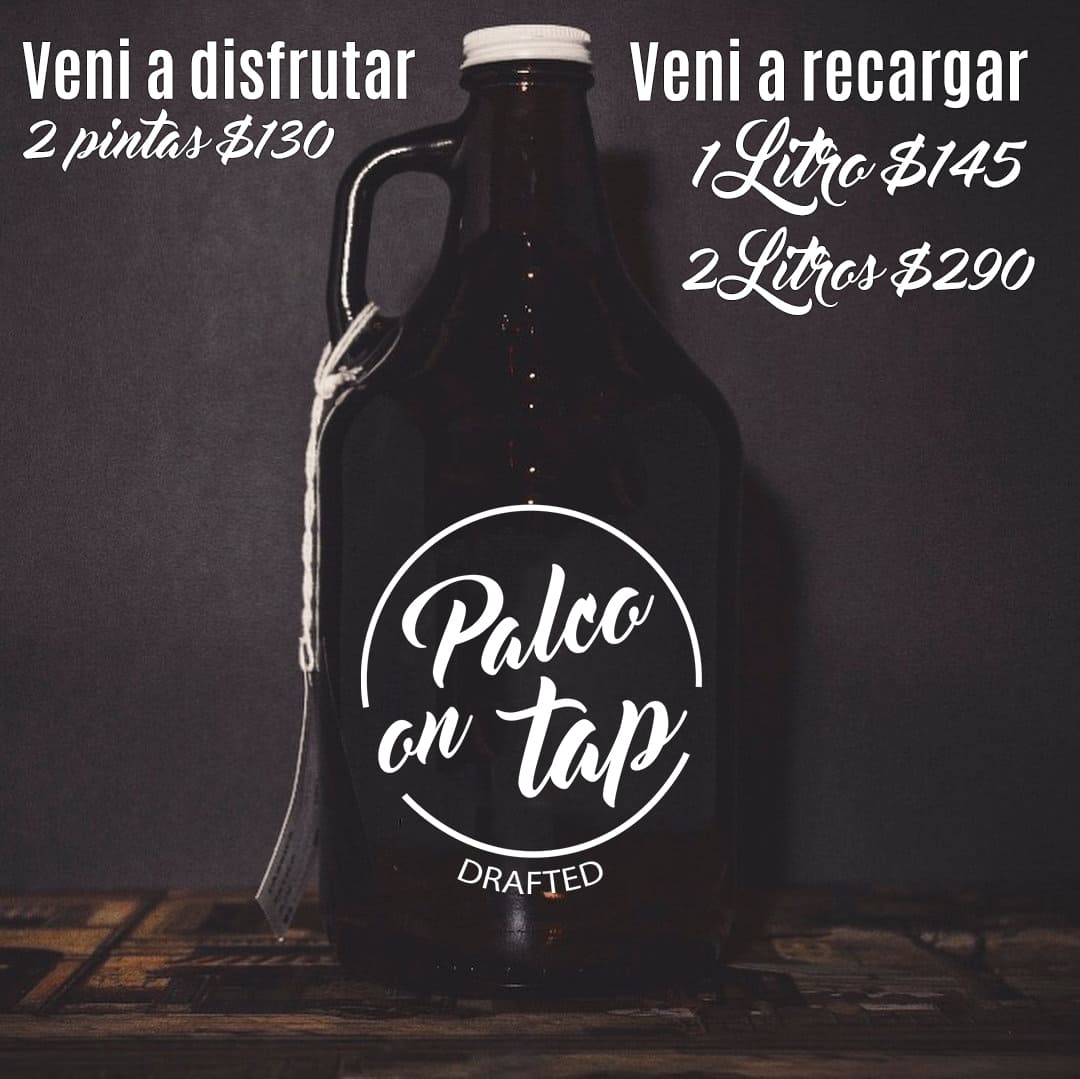 Veni a disfrutar
2 pintas $130
Veni a recargar
1 Litro $145
2 Litros $290
Palco
on tap
DRAFTED